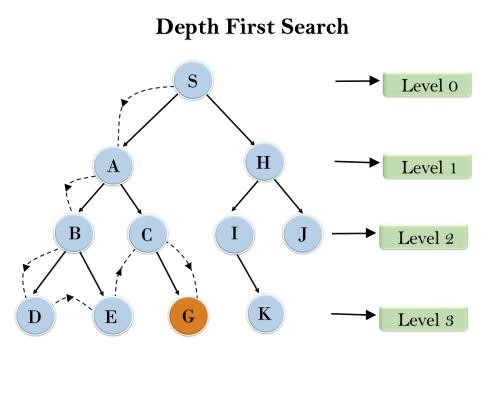 Depth First Search
S
Level 0
A
H
Level 1
B
C
I
J
Level 2
D
E
G
K
Level 3